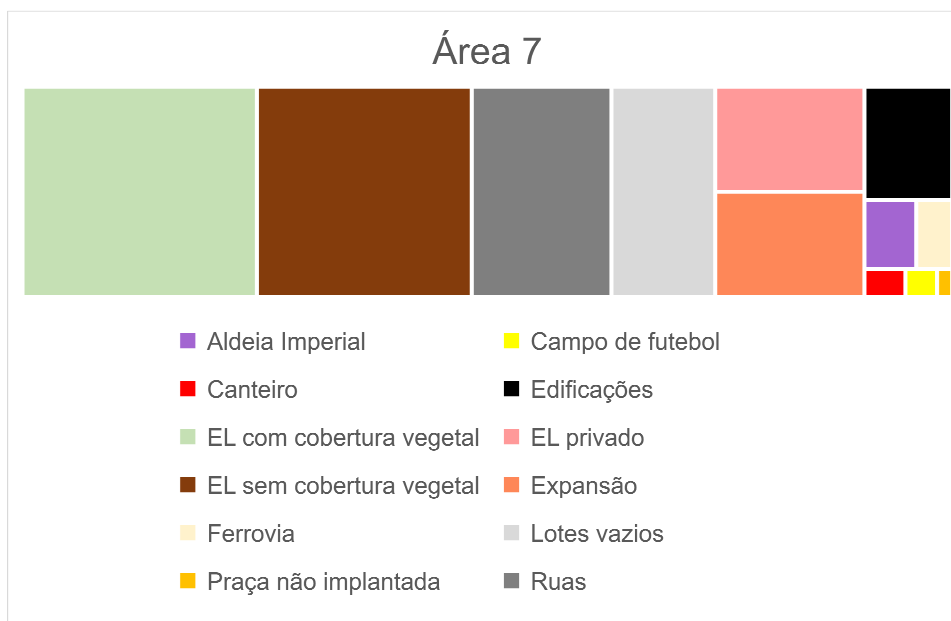 Área 7
Aldeia Imperial
Campo de futebol
Canteiro
Edificações
EL com cobertura vegetal
EL privado
EL sem cobertura vegetal
Expansão
Ferrovia
Lotes vazios
Praça não implantada
Ruas